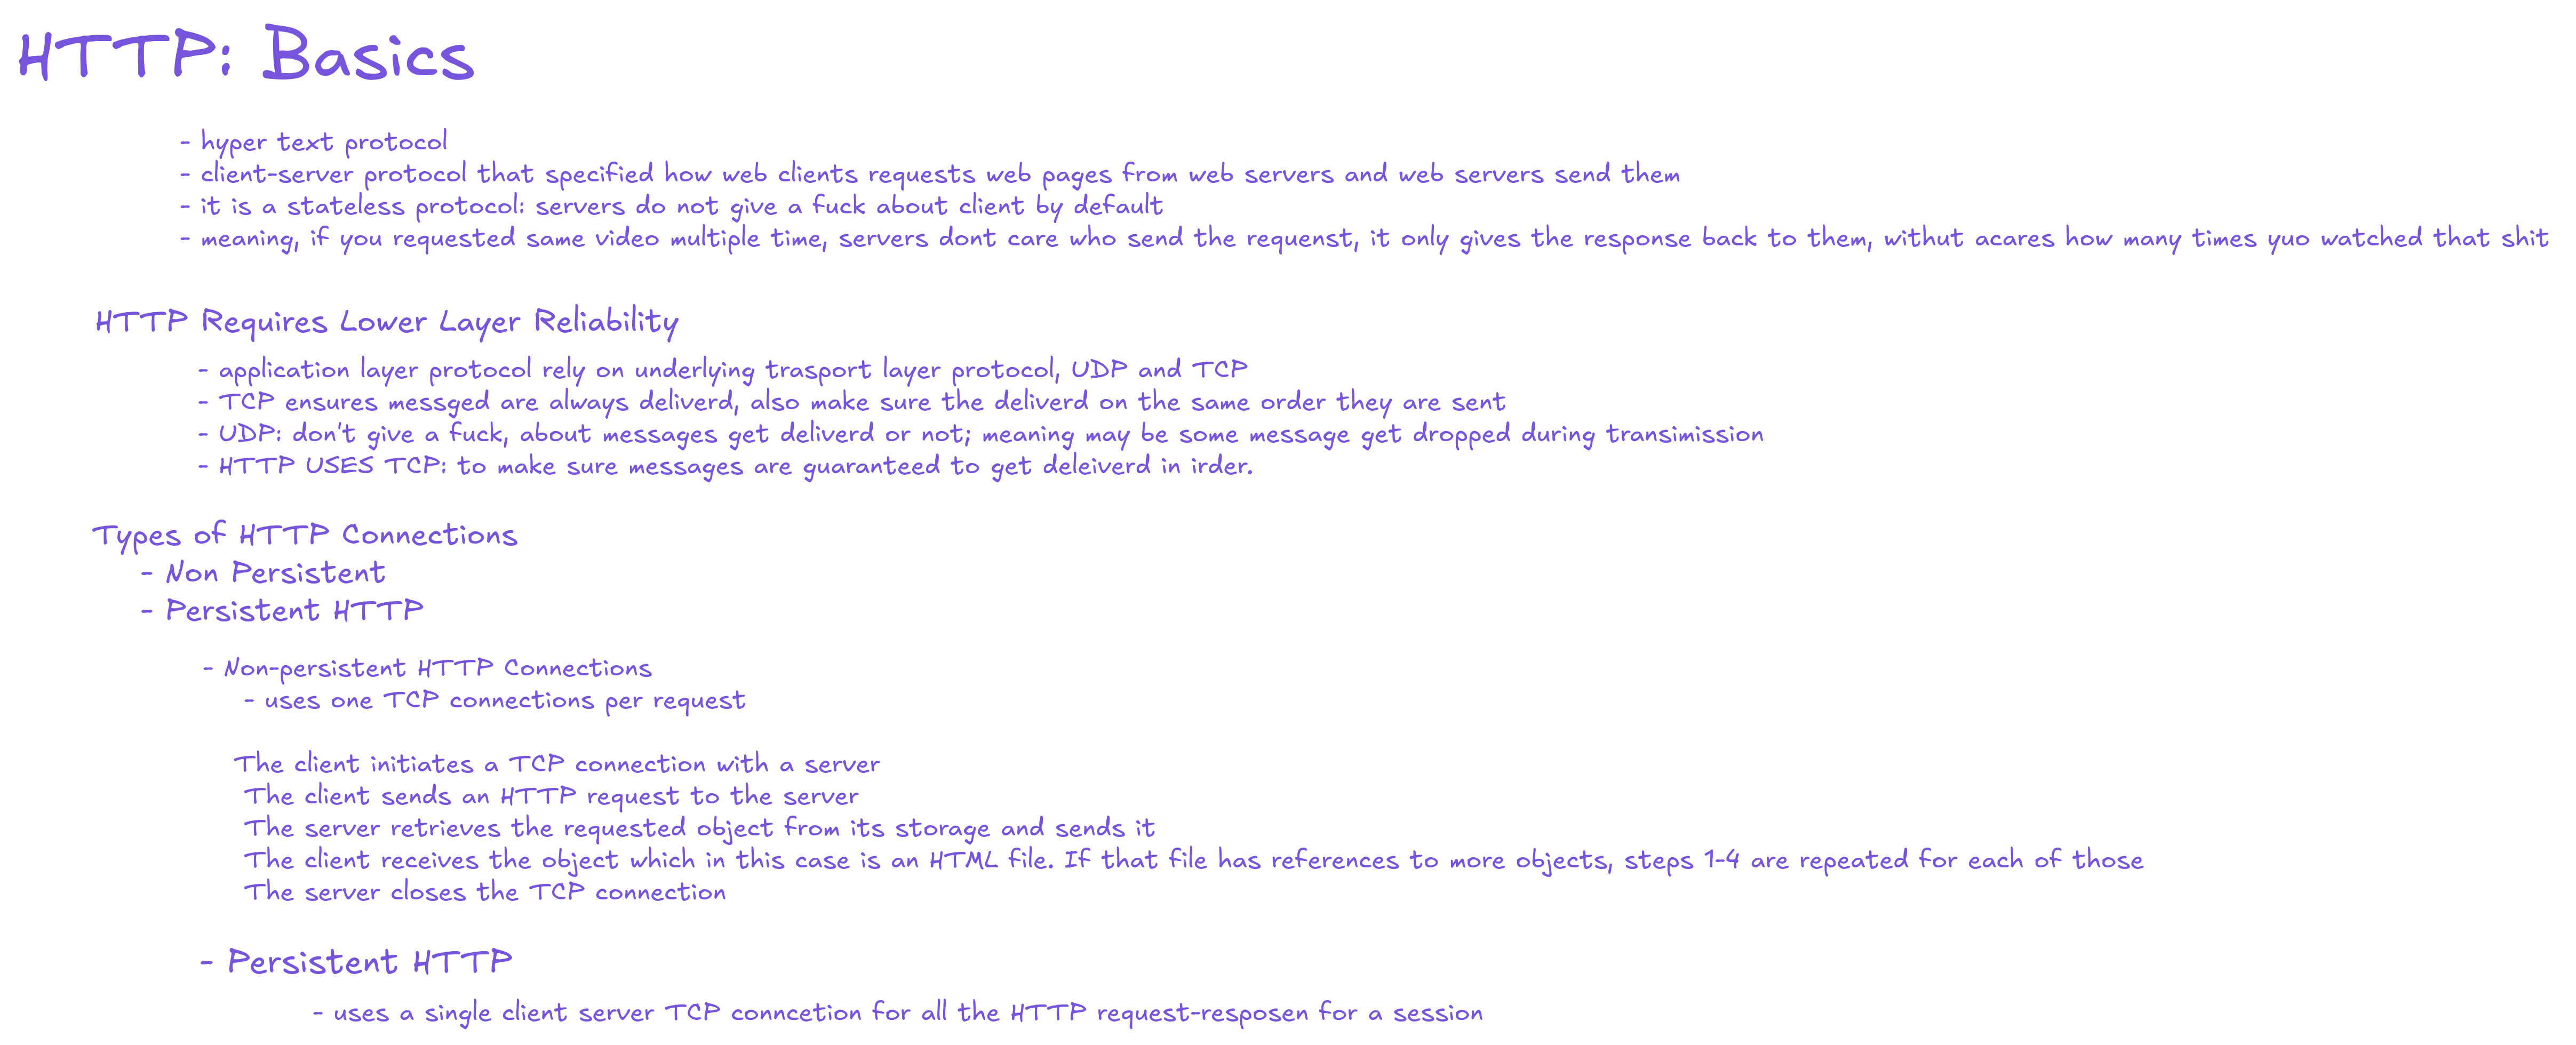 HTTP: Basics
- hyper text protocol
- client-server protocol that specified how web clients requests web pages from web servers and web servers send them
- it is a stateless protocol: servers do not give a fuck about client by default
- meaning, if you requested same video multiple time, servers dont care who send the requenst, it only gives the response back to them, withut acares how many times yuo watched that shit
HTTP Requires Lower Layer Reliability
- application layer protocol rely on underlying trasport layer protocol, UDP and TCP
- TCP ensures messged are always deliverd, also make sure the deliverd on the same order they are sent
- UDP: don't give a fuck, about messages get deliverd or not; meaning may be some message get dropped during transimission
- HTTP USES TCP: to make sure messages are guaranteed to get deleiverd in irder.
Types of HTTP Connections
- Non Persistent
- Persistent HTTP
- Non-persistent HTTP Connections
- uses one TCP connections per request
The client initiates a TCP connection with a server
The client sends an HTTP request to the server
The server retrieves the requested object from its storage and sends it
The client receives the object which in this case is an HTML file. If that file has references to more objects, steps 1-4 are repeated for each of those
The server closes the TCP connection
- Persistent HTTP
- uses a single client server TCP conncetion for all the HTTP request-resposen for a session